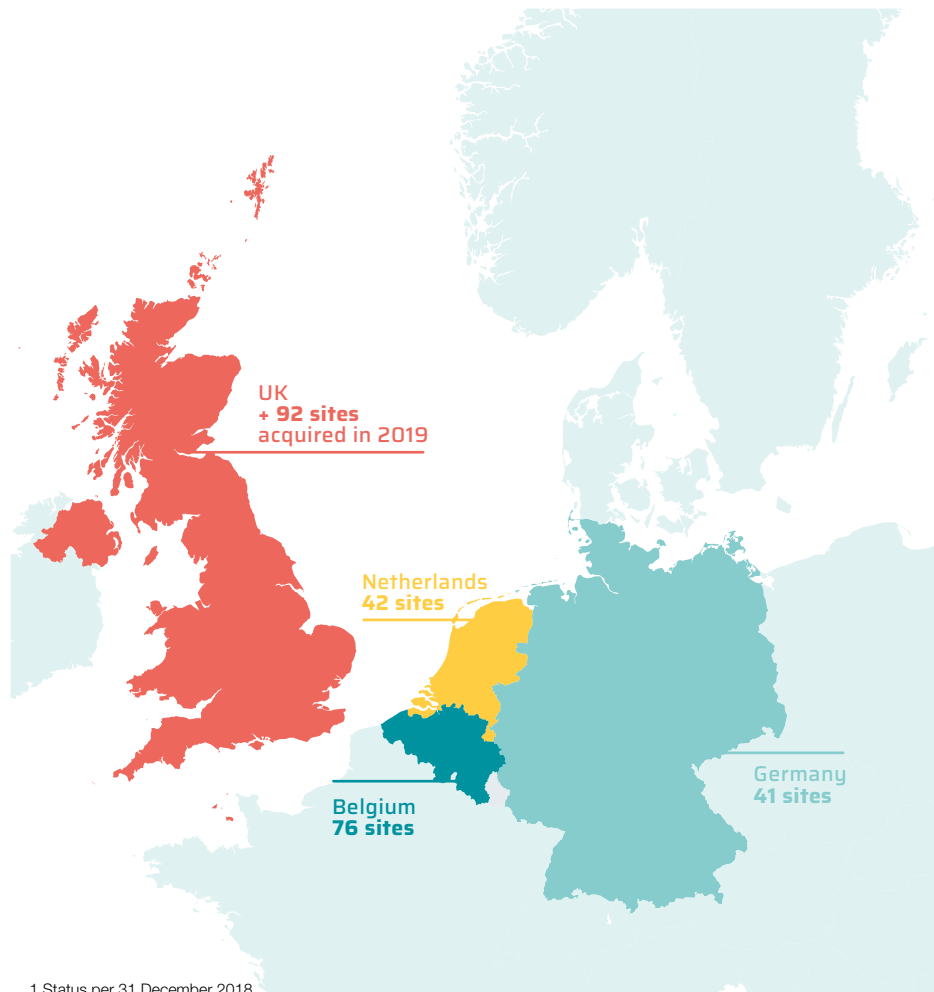 UK
+ 92 sites
acquired in 2019
Netherlands
42 sites
Germany
41 sites
Belgium
76 sites
1 Status per 31 December 2018